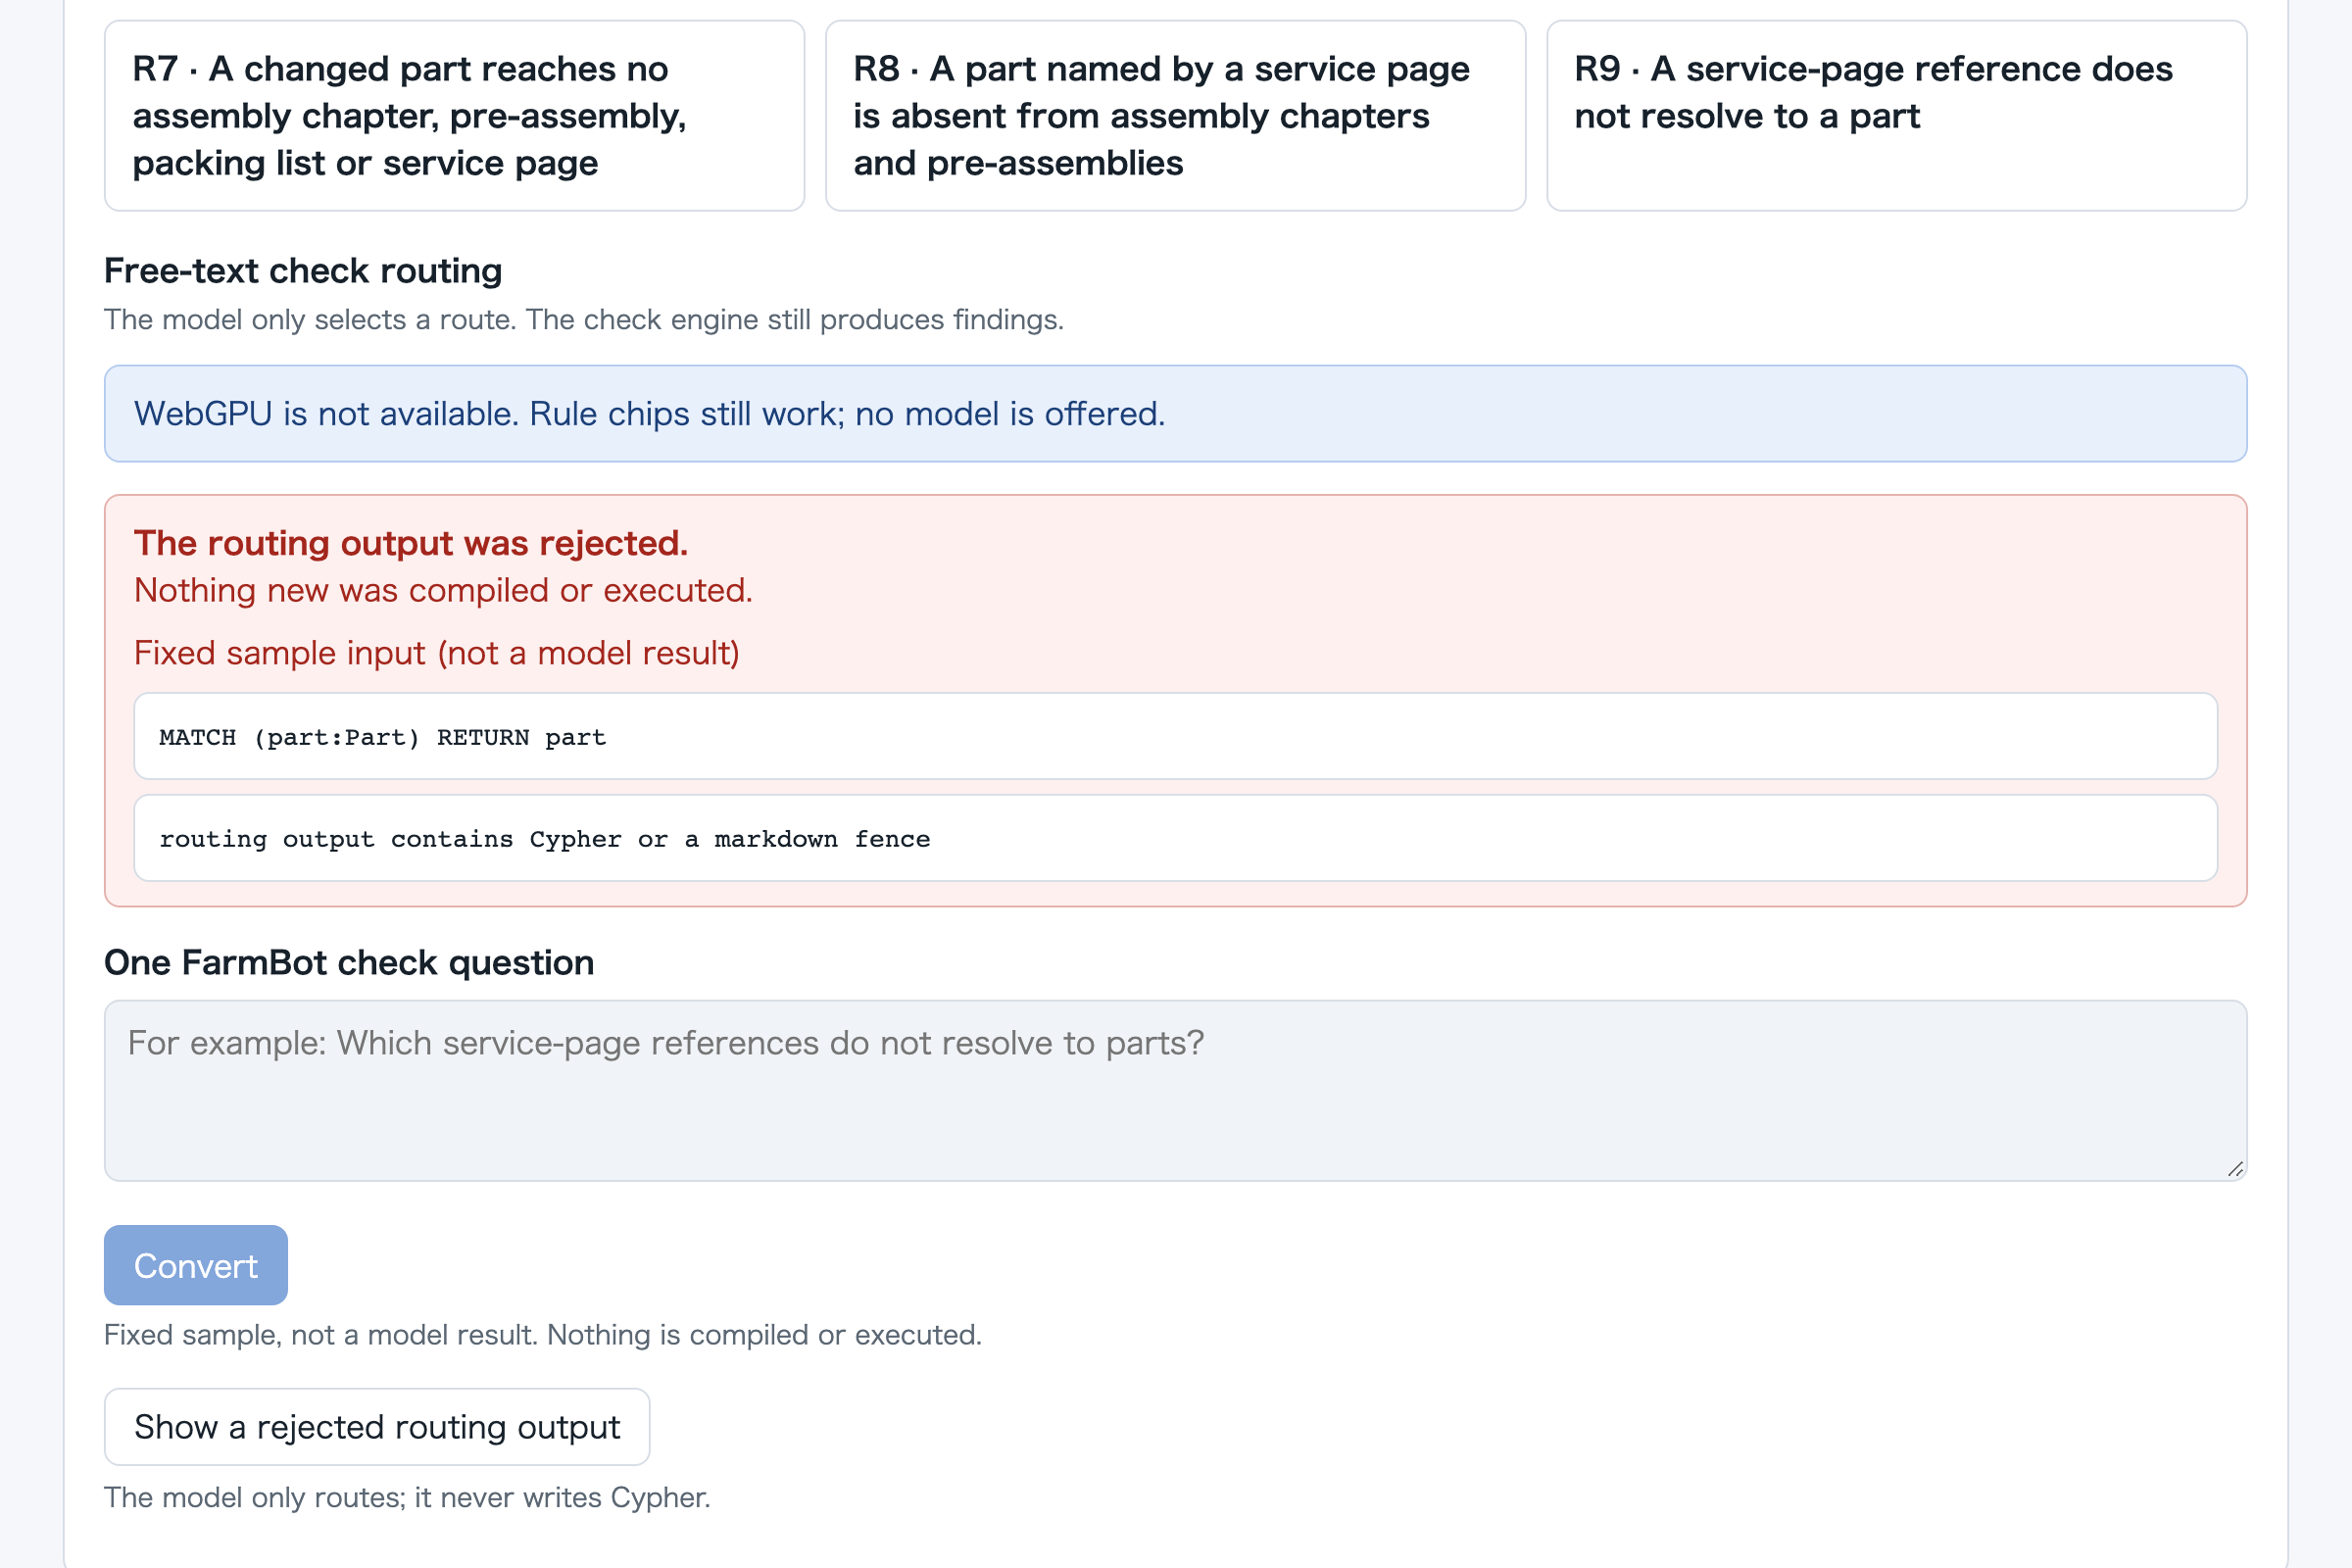 R7 · A changed part reaches no
assembly chapter, pre-assembly,
packing list or service page
R8 · A part named by a service page
is absent from assembly chapters
and pre-assemblies
R9 · A service-page reference does
not resolve to a part
Free-text check routing
The model only selects a route. The check engine still produces findings.
WebGPU is not available. Rule chips still work; no model is offered.
The routing output was rejected.
Nothing new was compiled or executed.
Fixed sample input (not a model result)
MATCH (part:Part) RETURN part
routing output contains Cypher or a markdown fence
One FarmBot check question
For example: Which service-page references do not resolve to parts?
Convert
Fixed sample, not a model result. Nothing is compiled or executed.
Show a rejected routing output
The model only routes; it never writes Cypher.